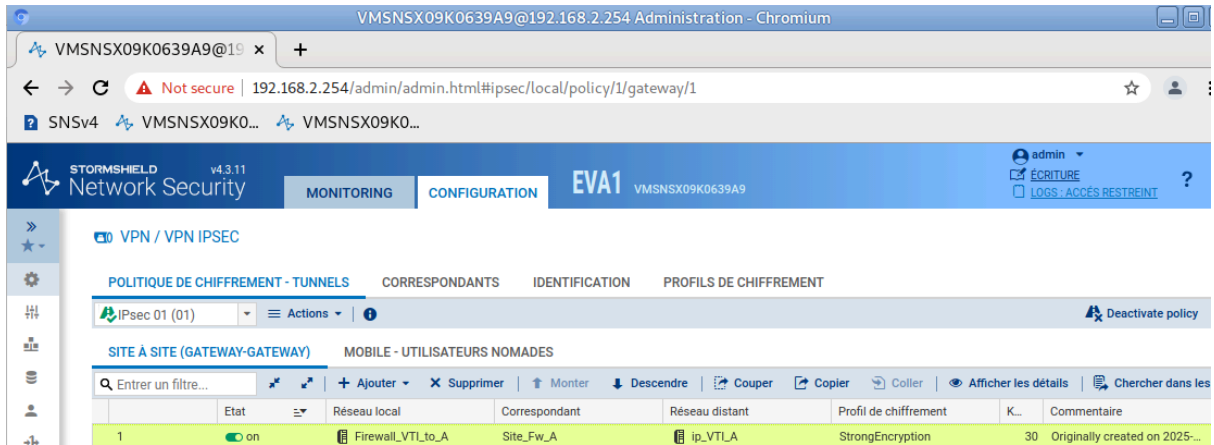 VMSNSX09K0639A9@192.168.2.254 Administration - Chromium
VMSNSX09K0639A9@19
Not secure | 192.168.2.254/admin/admin.html#ipsec/local/policy/1/gateway/1
SNSv4 VMSNSX09K0... VMSNSX09K0...
STORMSHIELD v4.3.11
Network Security
MONITORING CONFIGURATION EVA1 VMSNSX09K0639A9
admin
ÉCRITURE
LOGS : ACCÈS RESTREINT
?
VPN / VPN IPSEC
POLITIQUE DE CHIFFREMENT - TUNNELS CORRESPONDANTS IDENTIFICATION PROFILS DE CHIFFREMENT
IPsec 01 (01) Actions Deactivate policy
SITE À SITE (GATEWAY-GATEWAY) MOBILE - UTILISATEURS NOMADES
Entrer un filtre... + Ajouter Supprimer Monter Descendre Couper Copier Coller Afficher les détails Chercher dans les
Etat Réseau local Correspondant Réseau distant Profil de chiffrement K... Commentaire
1 on Firewall_VTI_to_A Site_Fw_A ip_VTI_A StrongEncryption 30 Originally created on 2025-...